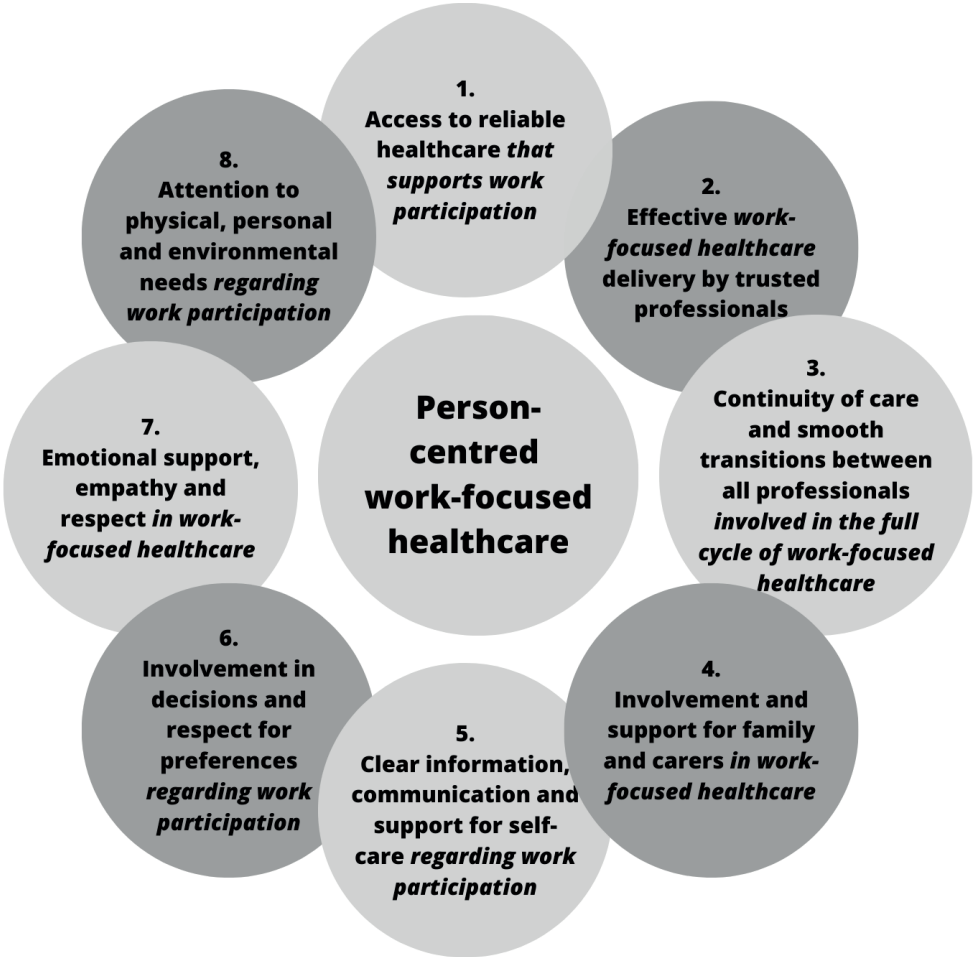 1.
Access to reliable
healthcare that
supports work
participation
2.
Effective work-
focused healthcare
delivery by trusted
professionals
3.
Continuity of care
and smooth
transitions between
all professionals
involved in the full
cycle of work-focused
healthcare
4.
Involvement and
support for family
and carers in work-
focused healthcare
5.
Clear information,
communication and
support for self-
care regarding work
participation
6.
Involvement in
decisions and
respect for
preferences
regarding work
participation
7.
Emotional support,
empathy and
respect in work-
focused healthcare
8.
Attention to
physical, personal
and environmental
needs regarding
work participation
Person-
centred
work-focused
healthcare